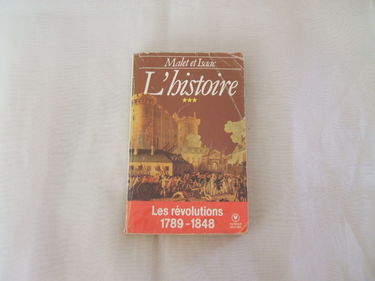 Malet et Isaac
L'histoire
Les révolutions
1789-1848